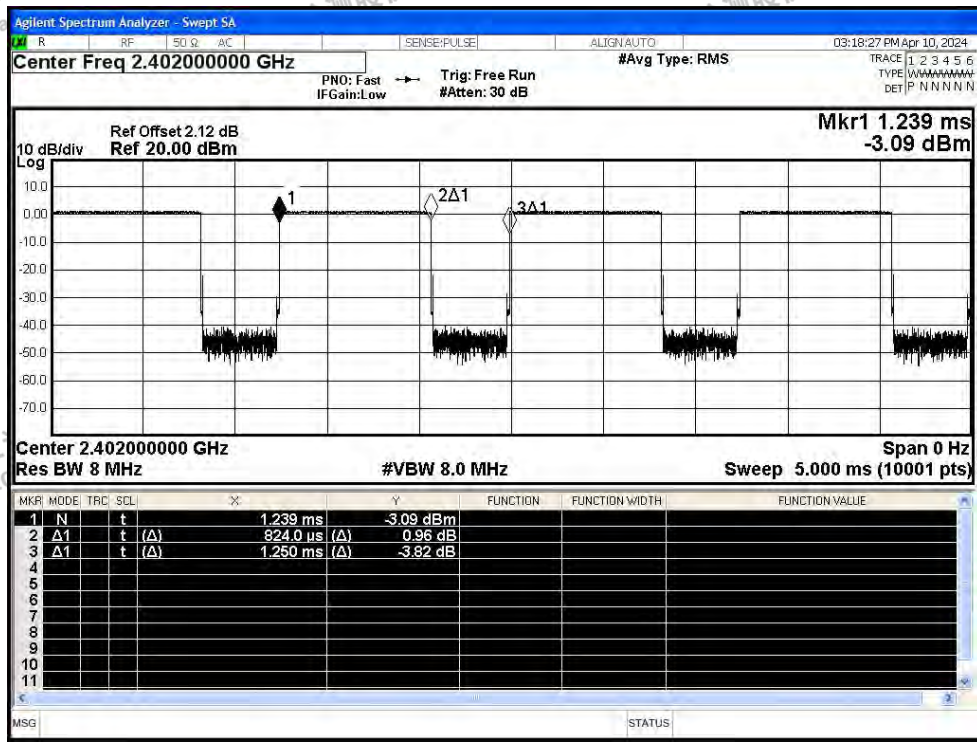 Agilent Spectrum Analyzer - Swept SA
R RF 50 Ω AC SENSE:PULSE ALIGN AUTO 03:18:27 PM Apr 10, 2024
Center Freq 2.402000000 GHz
PNO: Fast
IFGain:Low
Trig: Free Run
#Atten: 30 dB
#Avg Type: RMS
TRACE 1 2 3 4 5 6
TYPE WWWWWW
DET P N N N N N
Mkr1 1.239 ms
-3.09 dBm
Ref Offset 2.12 dB
10 dB/div Ref 20.00 dBm
Log
10.0
0.00
-10.0
-20.0
-30.0
-40.0
-50.0
-60.0
-70.0
1
2Δ1
3Δ1
Center 2.402000000 GHz Span 0 Hz
Res BW 8 MHz #VBW 8.0 MHz Sweep 5.000 ms (10001 pts)
MKR MODE TRC SCL X Y FUNCTION FUNCTION WIDTH FUNCTION VALUE
1 N t 1.239 ms -3.09 dBm
2 Δ1 t (Δ) 824.0 µs (Δ) 0.96 dB
3 Δ1 t (Δ) 1.250 ms (Δ) -3.82 dB
4
5
6
7
8
9
10
11
MSG STATUS